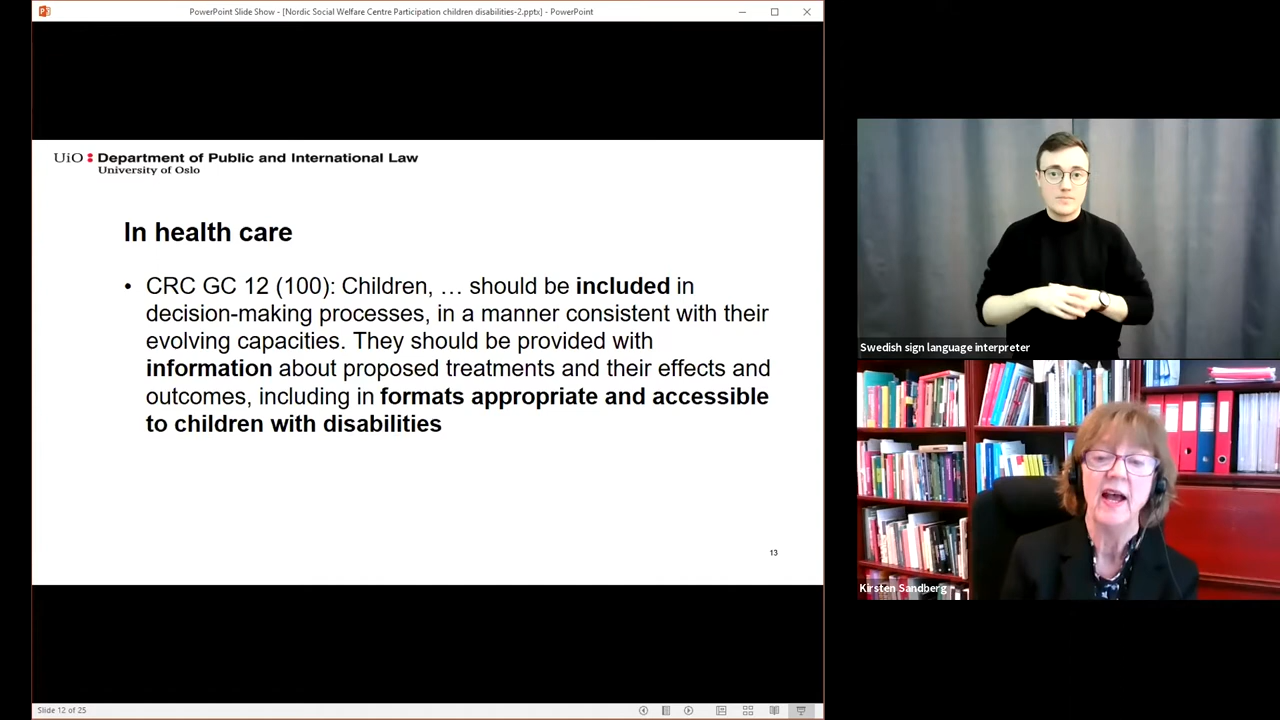 PowerPoint Slide Show - [Nordic Social Welfare Centre Participation children disabilities-2.pptx] - PowerPoint
UiO Department of Public and International Law
University of Oslo
In health care
• CRC GC 12 (100): Children, … should be included in
decision-making processes, in a manner consistent with their
evolving capacities. They should be provided with
information about proposed treatments and their effects and
outcomes, including in formats appropriate and accessible
to children with disabilities
13
Slide 12 of 25
Swedish sign language interpreter
Kirsten Sandberg